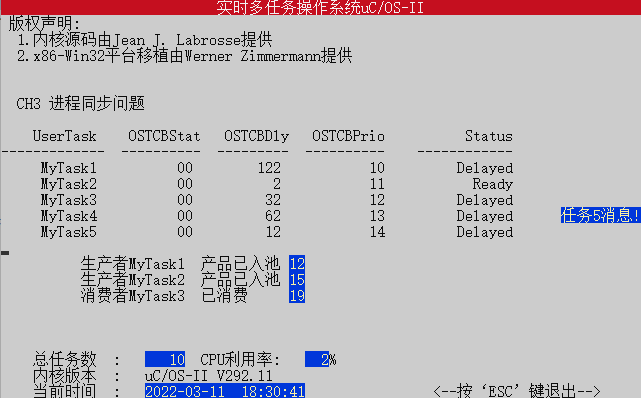 实时多任务操作系统uC/OS-II
版权声明:
1.内核源码由Jean J. Labrosse提供
2.x86-Win32平台移植由Werner Zimmermann提供
CH3 进程同步问题
UserTask OSTCBStat OSTCBDly OSTCBPrio Status
------------- ---------- --------- ---------- ------------
MyTask1 00 122 10 Delayed
MyTask2 00 2 11 Ready
MyTask3 00 32 12 Delayed
MyTask4 00 62 13 Delayed 任务5消息!
MyTask5 00 12 14 Delayed
生产者MyTask1 产品已入池 12
生产者MyTask2 产品已入池 15
消费者MyTask3 已消费 19
总任务数 : 10 CPU利用率: 2%
内核版本 : uC/OS-II V292.11
当前时间 : 2022-03-11 18:30:41 <--按‘ESC’键退出-->